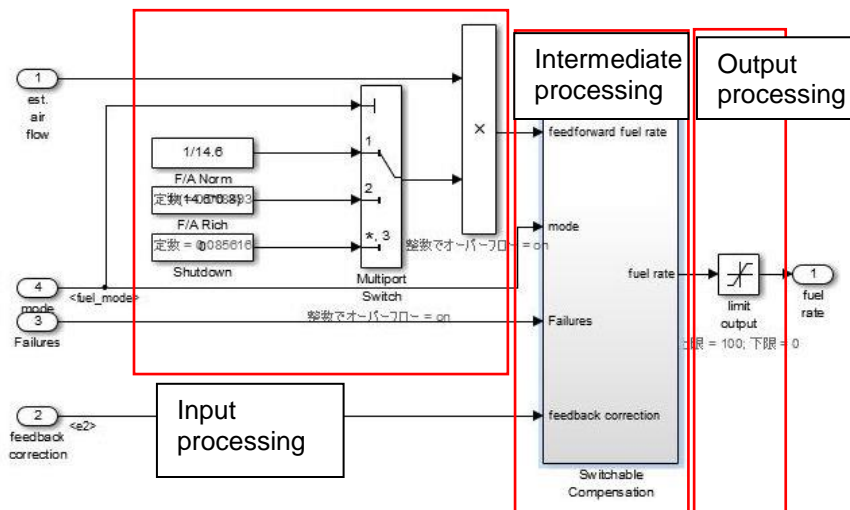 Intermediate
processing
Output
processing
1
est.
air
flow
1/14.6
F/A Norm
F/A Rich
定数 = 0.085616
Shutdown
1
2
*, 3
Multiport
Switch
×
整数でオーバーフロー = on
4
mode
<fuel_mode>
3
Failures
整数でオーバーフロー = on
Input
processing
2
feedback
correction
<e2>
feedforward fuel rate
mode
fuel rate
Failures
feedback correction
Switchable
Compensation
limit
output
上限 = 100; 下限 = 0
1
fuel
rate